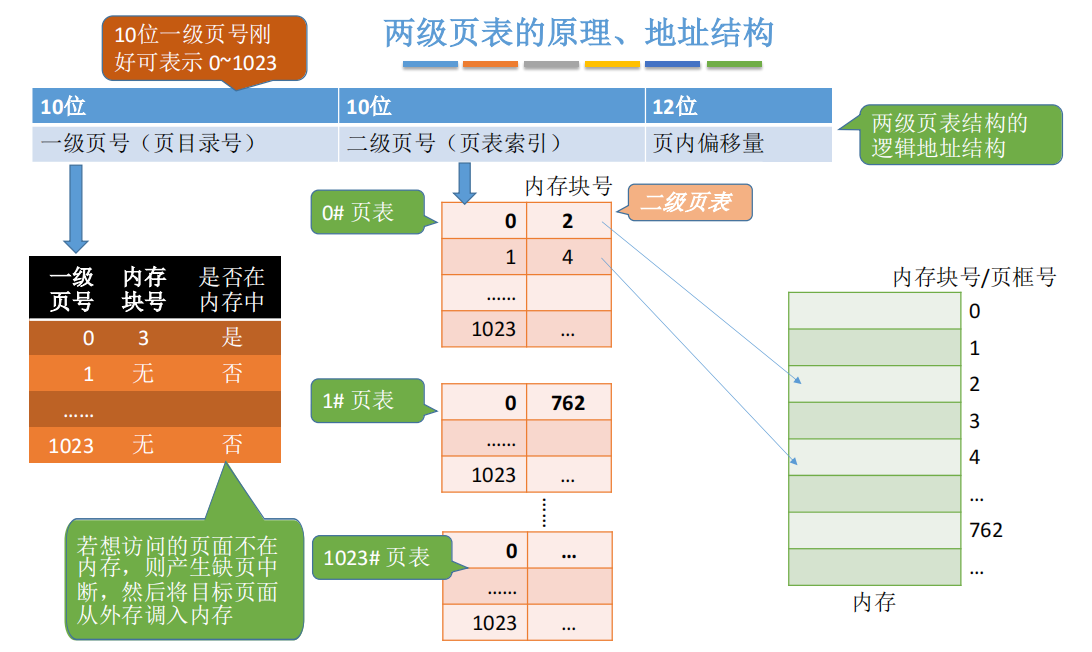 两级页表的原理、地址结构
10位一级页号刚
好可表示 0~1023
10位 10位 12位
一级页号（页目录号） 二级页号（页表索引） 页内偏移量
两级页表结构的
逻辑地址结构
一级
页号
内存
块号
是否在
内存中
0 3 是
1 无 否
......
1023 无 否
若想访问的页面不在
内存，则产生缺页中
断，然后将目标页面
从外存调入内存
内存块号
二级页表
0# 页表
0 2
1 4
......
1023 ...
1# 页表
0 762
......
1023 ...
......
1023# 页表
0 ...
......
1023 ...
内存块号/页框号
0
1
2
3
4
...
762
...
内存